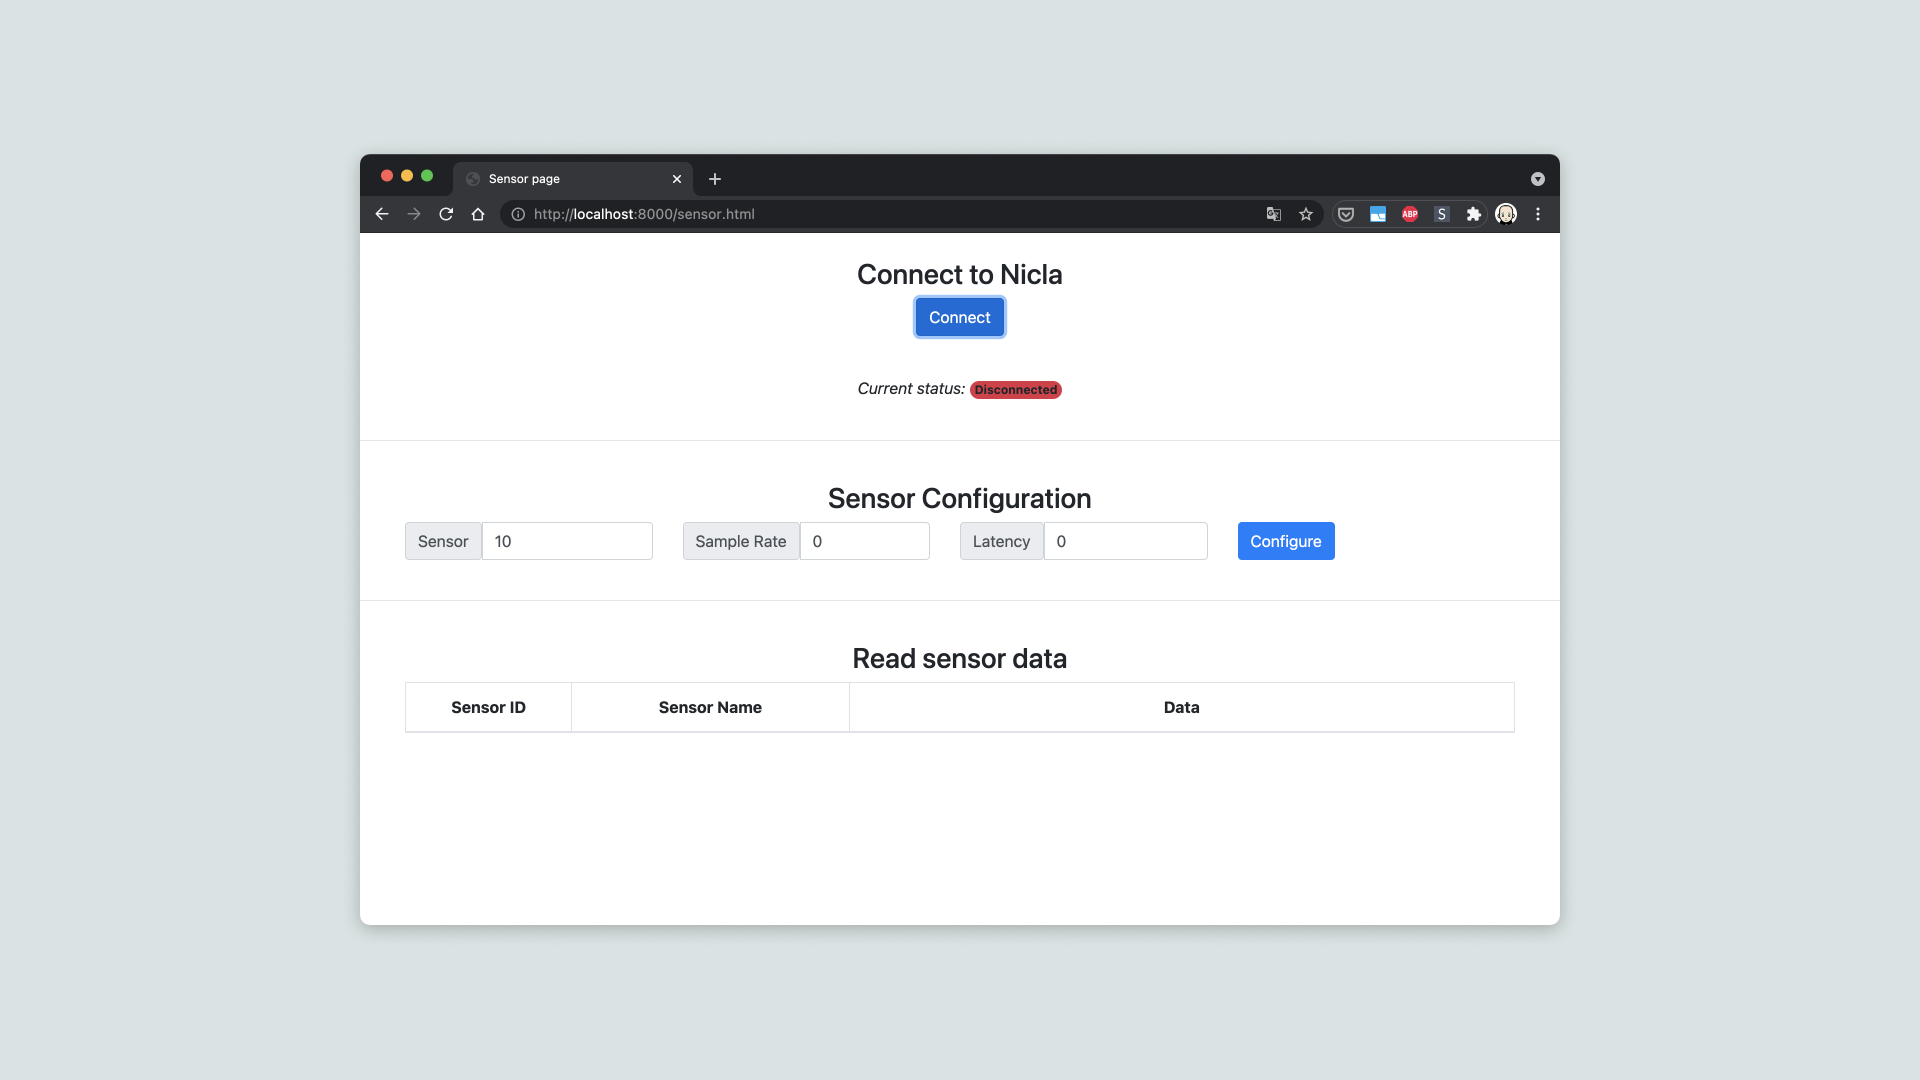 Sensor page
http://localhost:8000/sensor.html
ABP
S
Connect to Nicla
Connect
Current status: Disconnected
Sensor Configuration
Sensor 10 Sample Rate 0 Latency 0 Configure
Read sensor data
Sensor ID Sensor Name Data